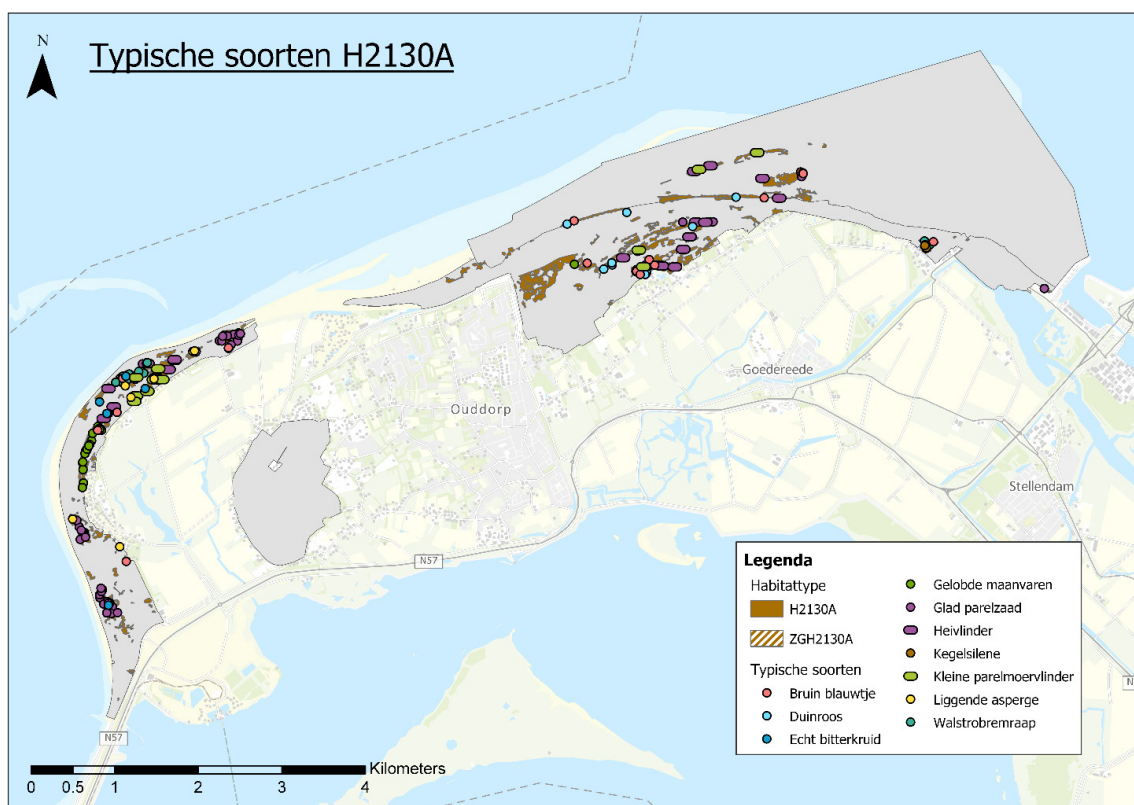 N
Typische soorten H2130A
Goedereede
Ouddorp
Stellendam
N57
N57
N
Legenda
Habitattype
H2130A
ZGH2130A
Typische soorten
Bruin blauwtje
Duinroos
Echt bitterkruid
Gelobde maanvaren
Glad parelzaad
Heivlinder
Kegelsilene
Kleine parelmoervlinder
Liggende asperge
Walstrobremraap
Kilometers
0 0.5 1 2 3 4